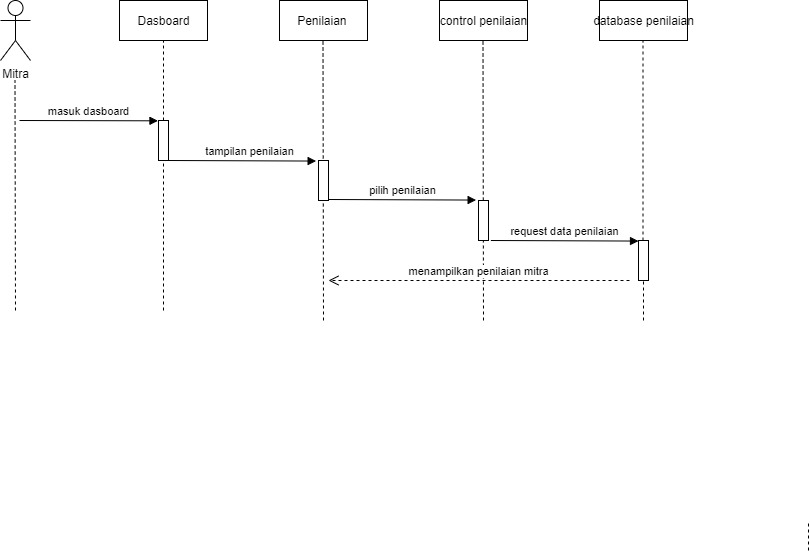 Dasboard
Penilaian
control penilaian
database penilaian
Mitra
masuk dasboard
tampilan penilaian
pilih penilaian
request data penilaian
menampilkan penilaian mitra